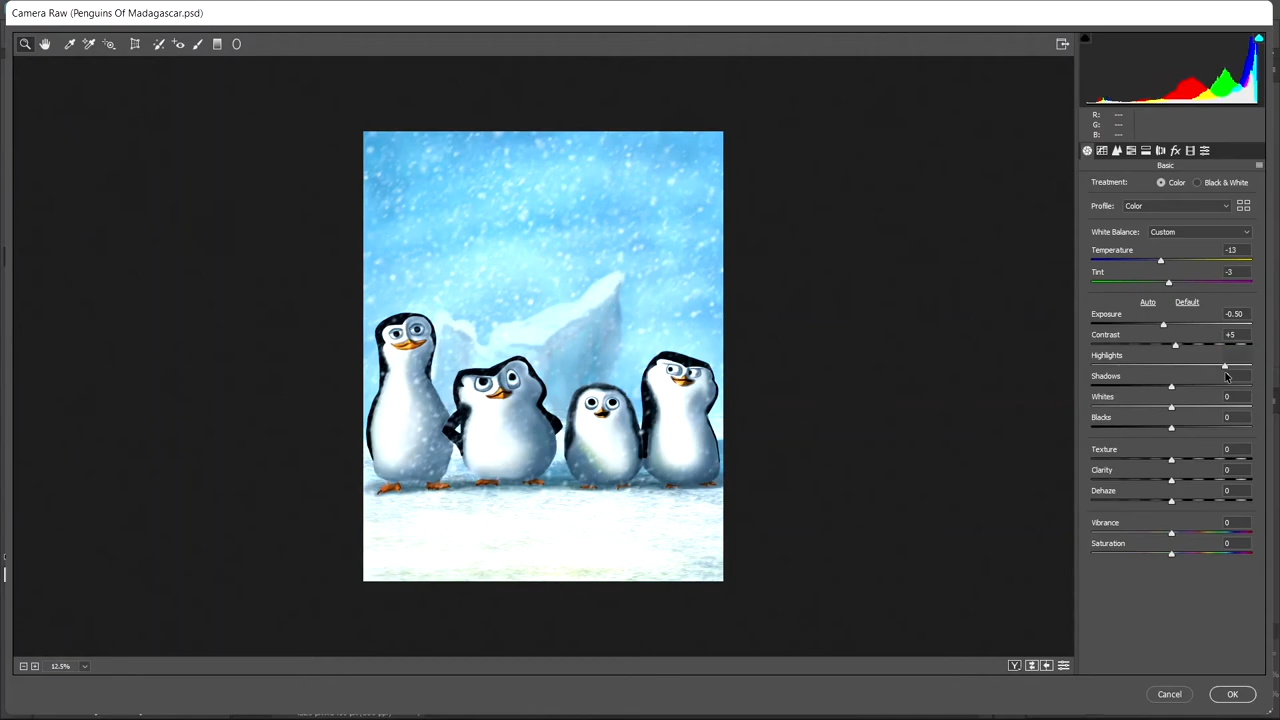 Camera Raw (Penguins Of Madagascar.psd)
R: ---
G: ---
B: ---
Basic
Treatment: Color Black & White
Profile: Color
White Balance: Custom
Temperature -13
Tint -3
Auto Default
Exposure -0.50
Contrast +5
Highlights
Shadows
Whites 0
Blacks 0
Texture 0
Clarity 0
Dehaze 0
Vibrance 0
Saturation 0
12.5%
Y
Cancel OK